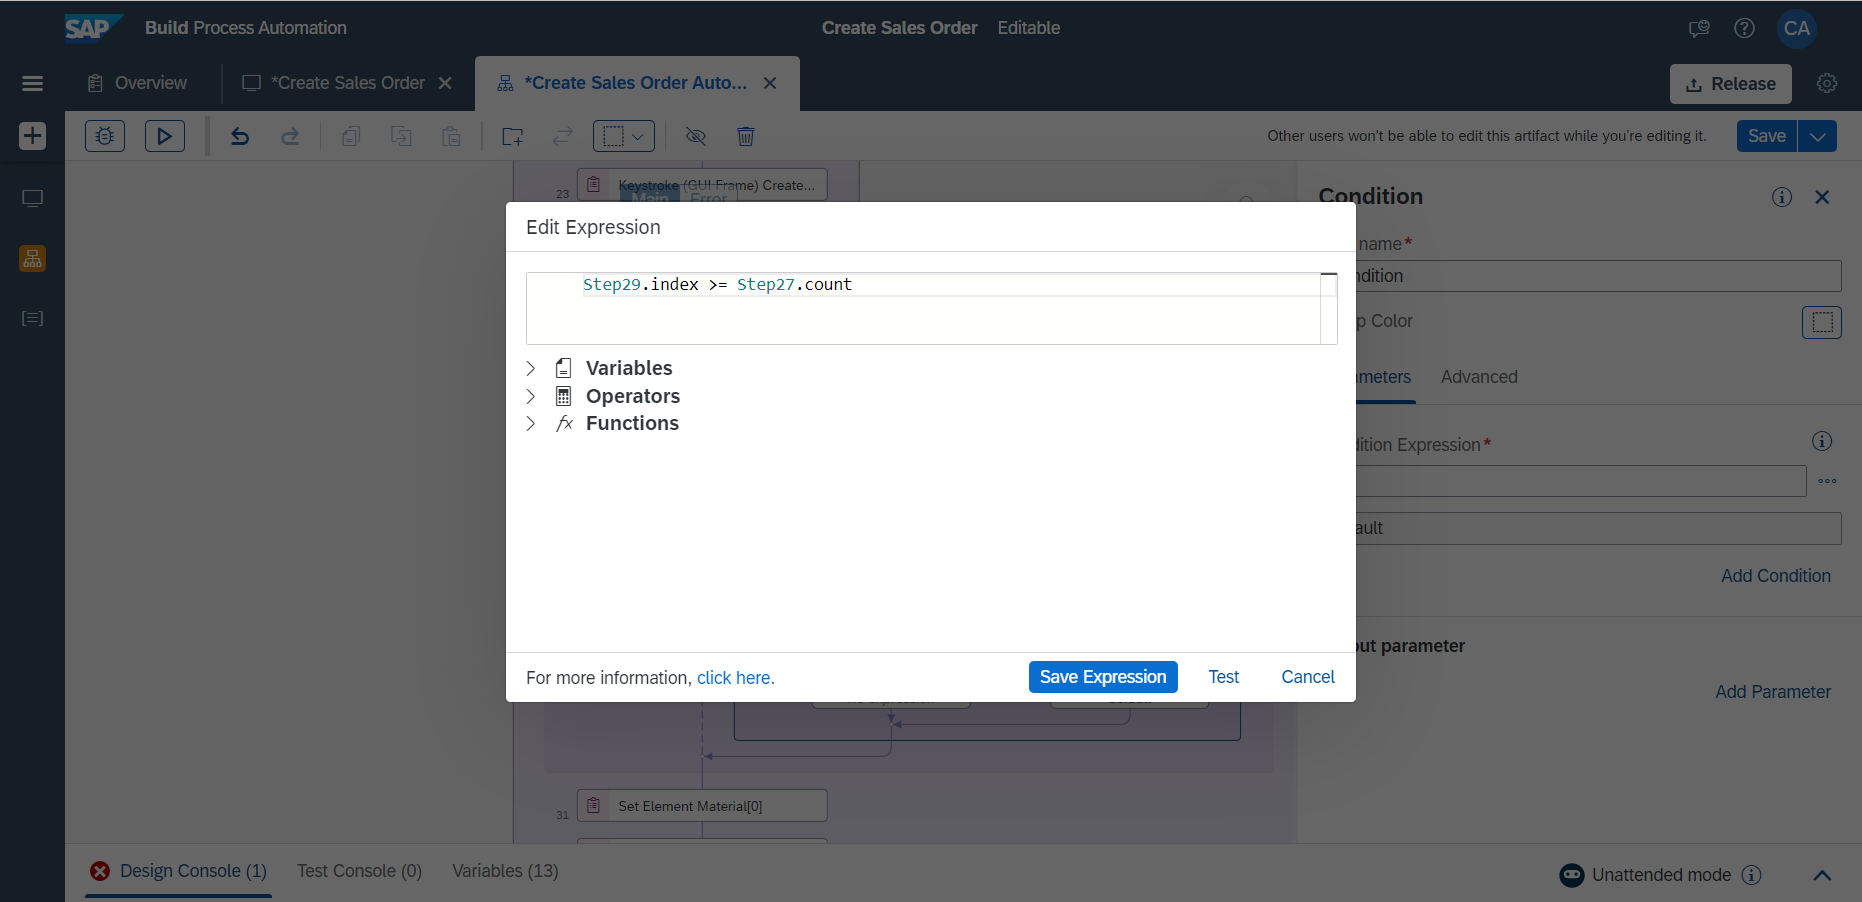 SAP Build Process Automation
Create Sales Order Editable
CA
Overview
*Create Sales Order
*Create Sales Order Auto...
Release
Other users won't be able to edit this artifact while you're editing it.
Save
23 Keystroke (GUI Frame) Create...
Main Error
Condition
name*
ndition
p Color
meters Advanced
dition Expression*
ault
Add Condition
out parameter
Add Parameter
Edit Expression
Step29.index >= Step27.count
Variables
Operators
fx Functions
For more information, click here.
Save Expression Test Cancel
31 Set Element Material[0]
Design Console (1) Test Console (0) Variables (13)
Unattended mode